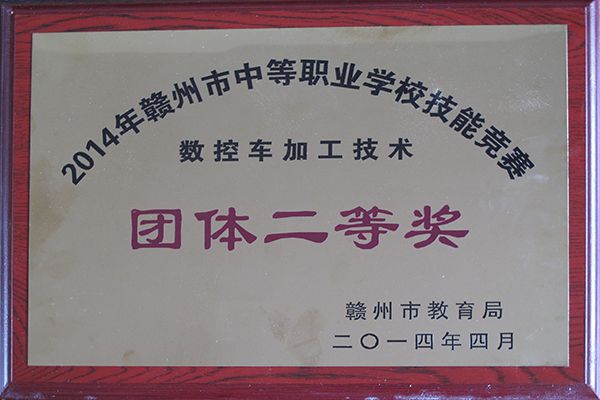 2014年赣州市中等职业学校技能竞赛
数控车加工技术
团体二等奖
赣州市教育局
二〇一四年四月